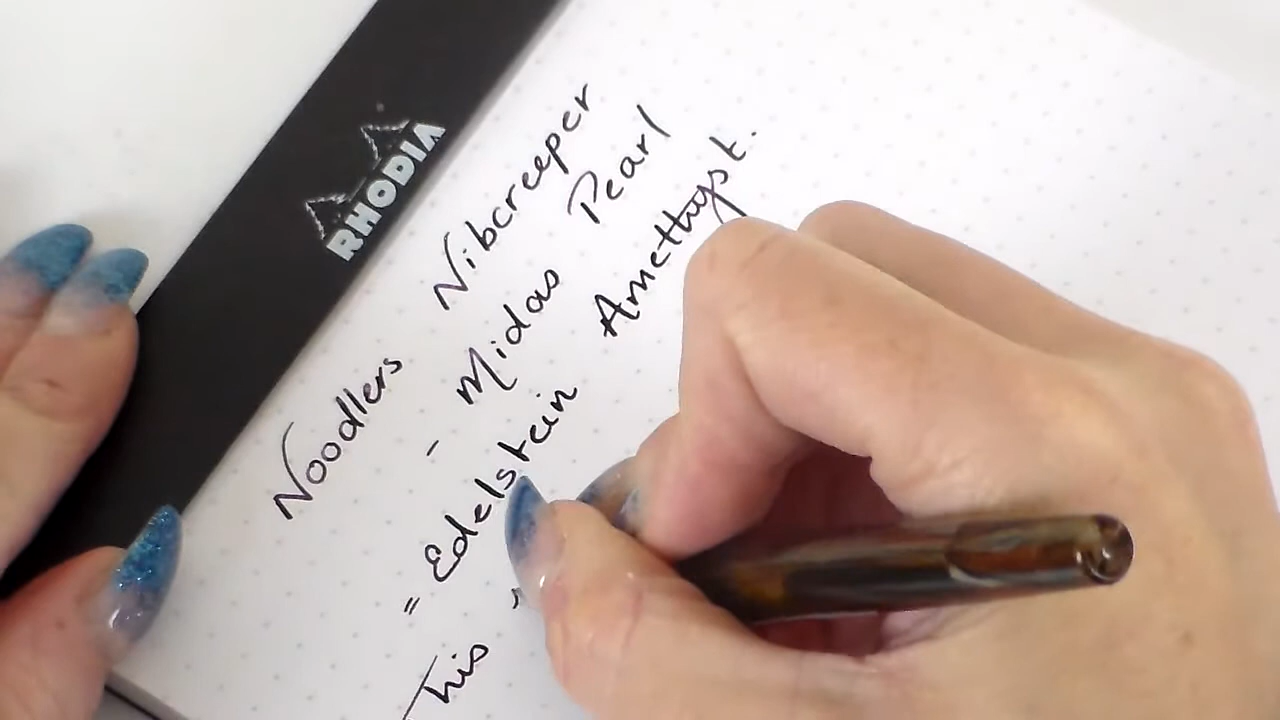 RHODIA
Noodlers Nibcreeper
- Midas Pearl
= Edelstein Amethyst.
This